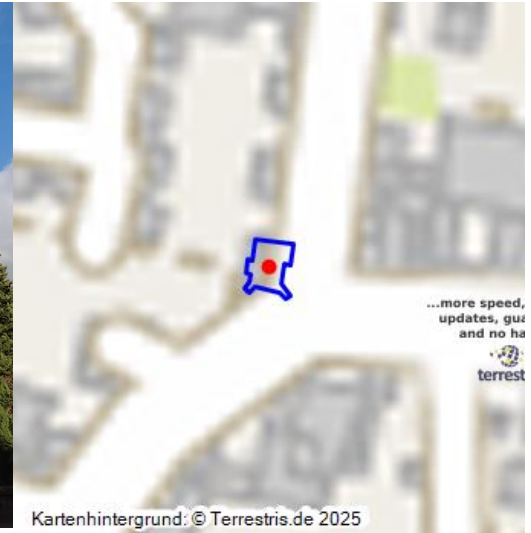 ...more speed,
updates, gua
and no ha
terrest
Kartenhintergrund: © Terrestris.de 2025